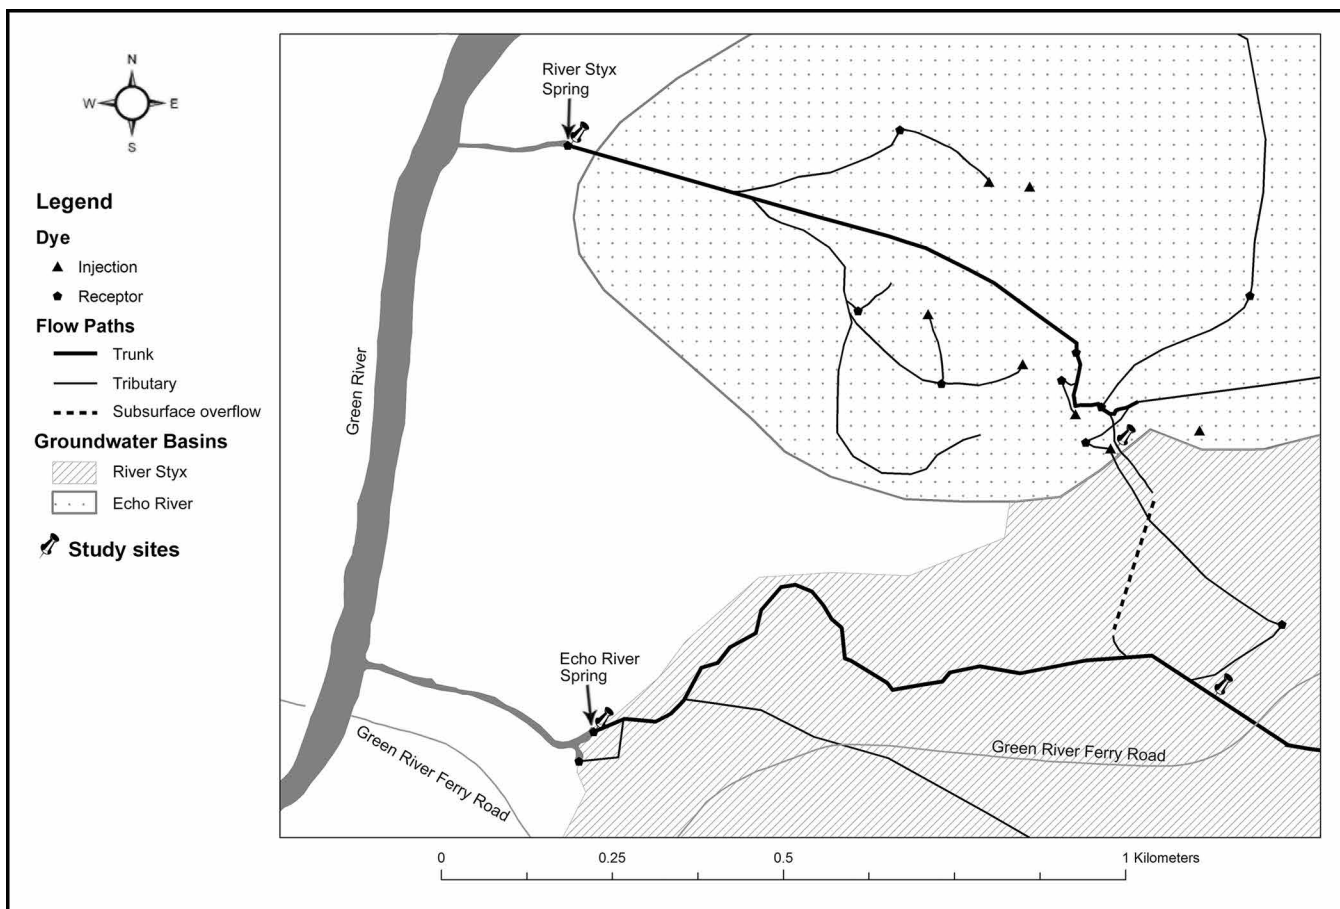 N
W
E
S
Legend
Dye
Injection
Receptor
Flow Paths
Trunk
Tributary
Subsurface overflow
Groundwater Basins
River Styx
Echo River
Study sites
River Styx
Spring
Green River
Echo River
Spring
Green River Ferry Road
Green River Ferry Road
0
0.25
0.5
1 Kilometers